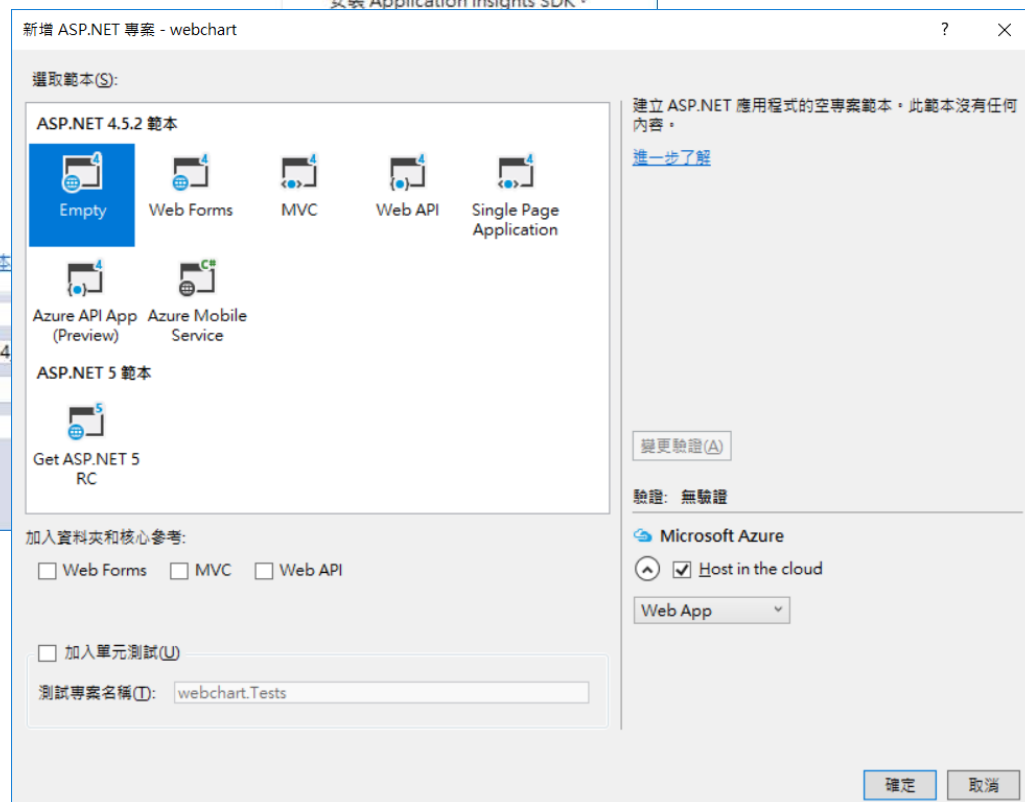 安裝 Application Insights SDK。
新增 ASP.NET 專案 - webchart
?
選取範本(S):
ASP.NET 4.5.2 範本
Empty
Web Forms
MVC
Web API
Single Page
Application
Azure API App
(Preview)
Azure Mobile
Service
ASP.NET 5 範本
Get ASP.NET 5
RC
加入資料夾和核心參考:
Web Forms
MVC
Web API
加入單元測試(U)
測試專案名稱(T):
webchart.Tests
建立 ASP.NET 應用程式的空專案範本。此範本沒有任何
內容。
進一步了解
變更驗證(A)
驗證: 無驗證
Microsoft Azure
Host in the cloud
Web App
確定
取消